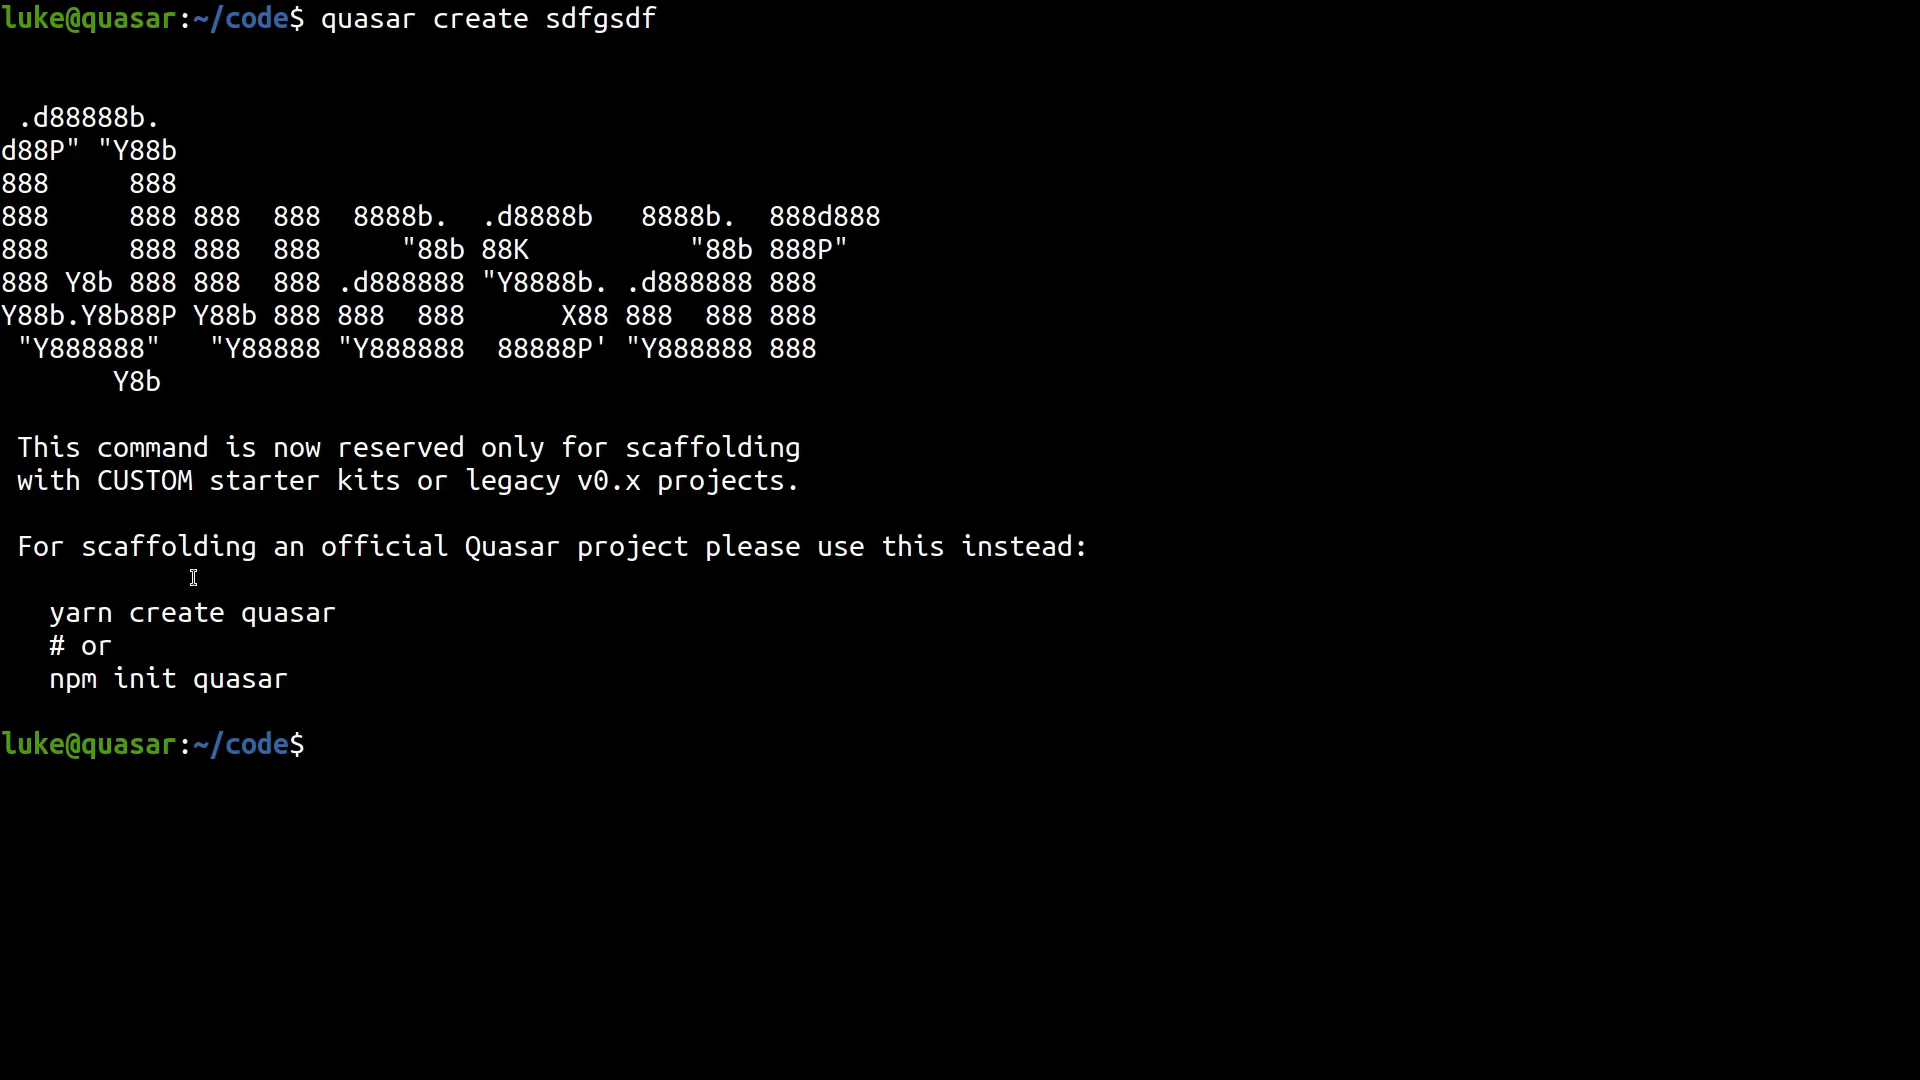 luke@quasar:~/code$ quasar create sdfgsdf
 .d88888b.
d88P" "Y88b
888     888
888     888 888  888  8888b.  .d8888b   8888b.  888d888
888     888 888  888     "88b 88K          "88b 888P"
888 Y8b 888 888  888 .d888888 "Y8888b. .d888888 888
Y88b.Y8b88P Y88b 888 888  888      X88 888  888 888
 "Y888888"   "Y88888 "Y888888  88888P' "Y888888 888
       Y8b
 This command is now reserved only for scaffolding
 with CUSTOM starter kits or legacy v0.x projects.
 For scaffolding an official Quasar project please use this instead:
   yarn create quasar
   # or
   npm init quasar
luke@quasar:~/code$